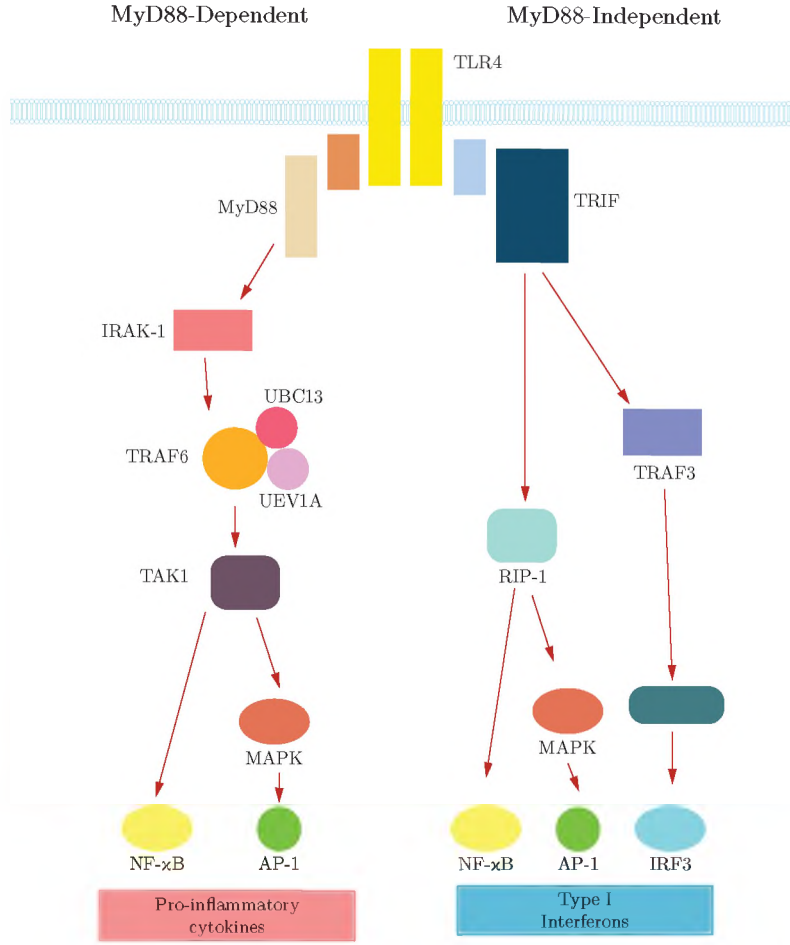 MyD88-Dependent
MyD88-Independent
TLR4
MyD88
TRIF
IRAK-1
UBC13
TRAF6
UEV1A
TRAF3
TAK1
RIP-1
MAPK
MAPK
NF-κB
AP-1
NF-κB
AP-1
IRF3
Pro-inflammatory
cytokines
Type I
Interferons